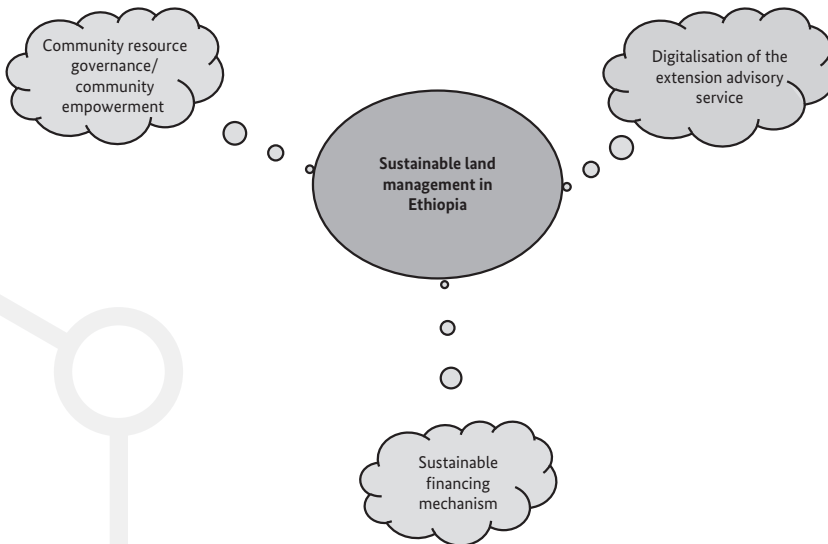 Community resource
governance/
community
empowerment
Digitalisation of the
extension advisory
service
Sustainable land
management in
Ethiopia
Sustainable
financing
mechanism